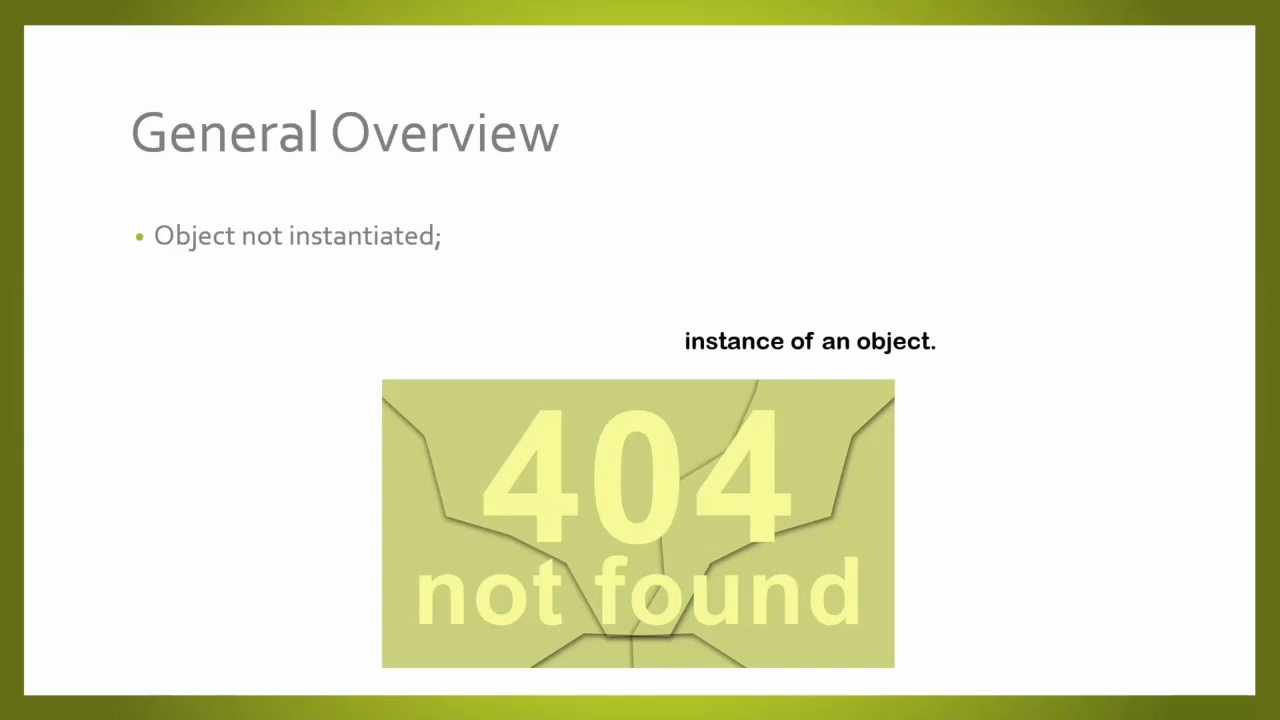 General Overview
• Object not instantiated;
instance of an object.
404
not found